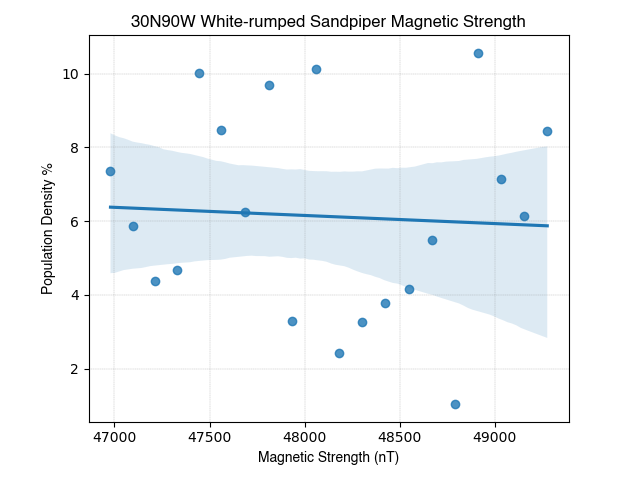 30N90W White-rumped Sandpiper Magnetic Strength
10
8
6
4
2
Population Density %
47000 47500 48000 48500 49000
Magnetic Strength (nT)